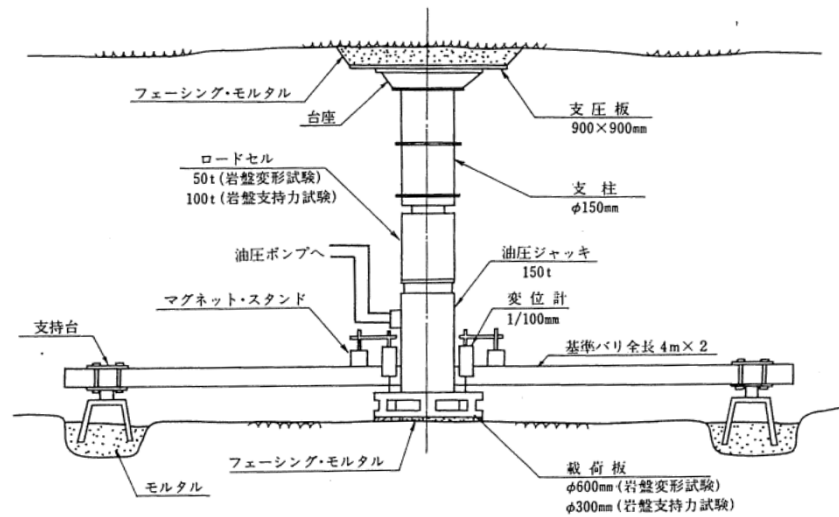 フェーシング・モルタル
台座
支圧板
900×900mm
ロードセル
50t(岩盤変形試験)
100t(岩盤支持力試験)
支柱
φ150mm
油圧ポンプへ
油圧ジャッキ
150t
マグネット・スタンド
変位計
1/100mm
支持台
基準バリ全長4m×2
フェーシング・モルタル
モルタル
載荷板
φ600mm(岩盤変形試験)
φ300mm(岩盤支持力試験)